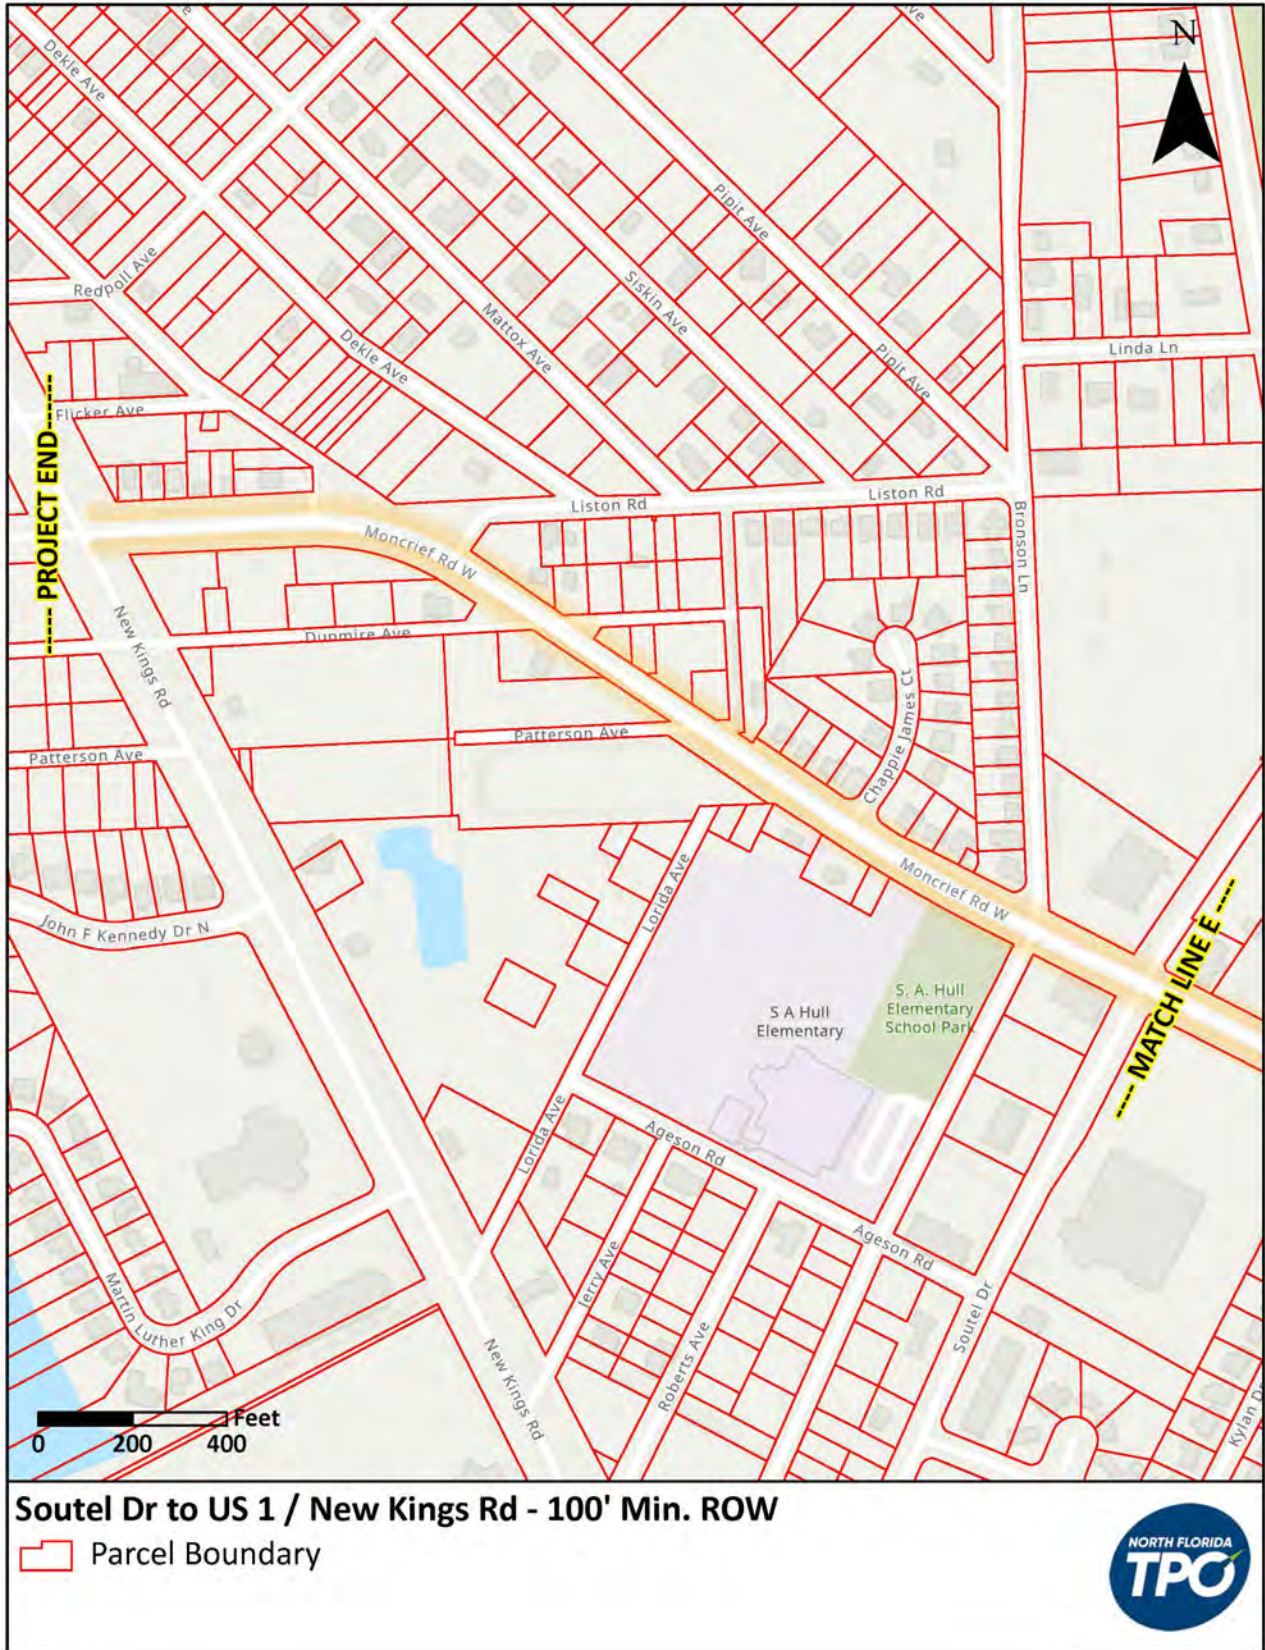 ve
ve
N
Dekle Ave
Pipit Ave
Redpoll Ave
Siskin Ave
Mattox Ave
Dekle Ave
Linda Ln
Pipit Ave
Flicker Ave
---- PROJECT END ----
Liston Rd
Liston Rd
Bronson Ln
Moncrief Rd W
New Kings Rd
Dunmire Ave
Chappie James Ct
Patterson Ave
Patterson Ave
Lorida Ave
Moncrief Rd W
John F Kennedy Dr N
---- MATCH LINE E ----
S A Hull
Elementary
S. A. Hull
Elementary
School Park
Lorida Ave
Ageson Rd
Ageson Rd
Jerry Ave
Martin Luther King Dr
Soutel Dr
Roberts Ave
New Kings Rd
Kylan Dr
Feet
0 200 400
Soutel Dr to US 1 / New Kings Rd - 100' Min. ROW
Parcel Boundary
NORTH FLORIDA
TPO